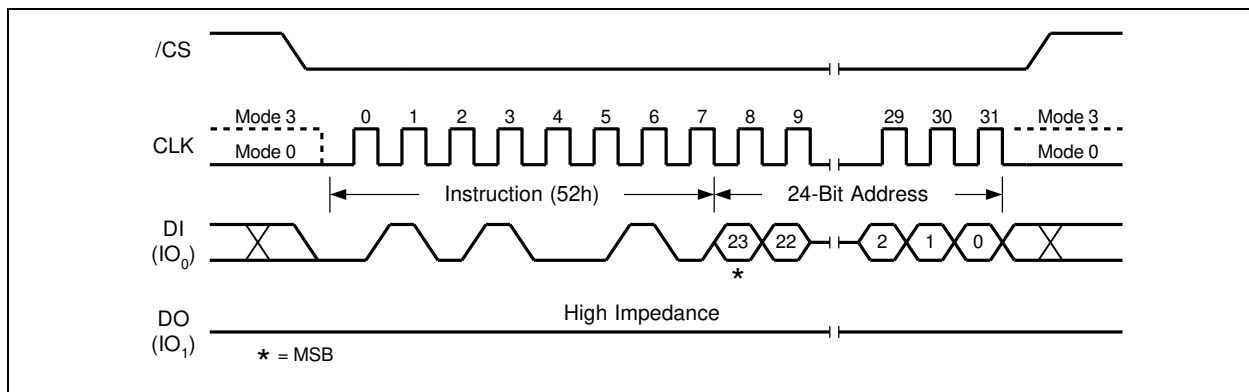 /CS
Mode 3 0 1 2 3 4 5 6 7 8 9 29 30 31 Mode 3
CLK
Mode 0 Mode 0
Instruction (52h) 24-Bit Address
DI
(IO0)
23 22 2 1 0
*
High Impedance
DO
(IO1)
* = MSB